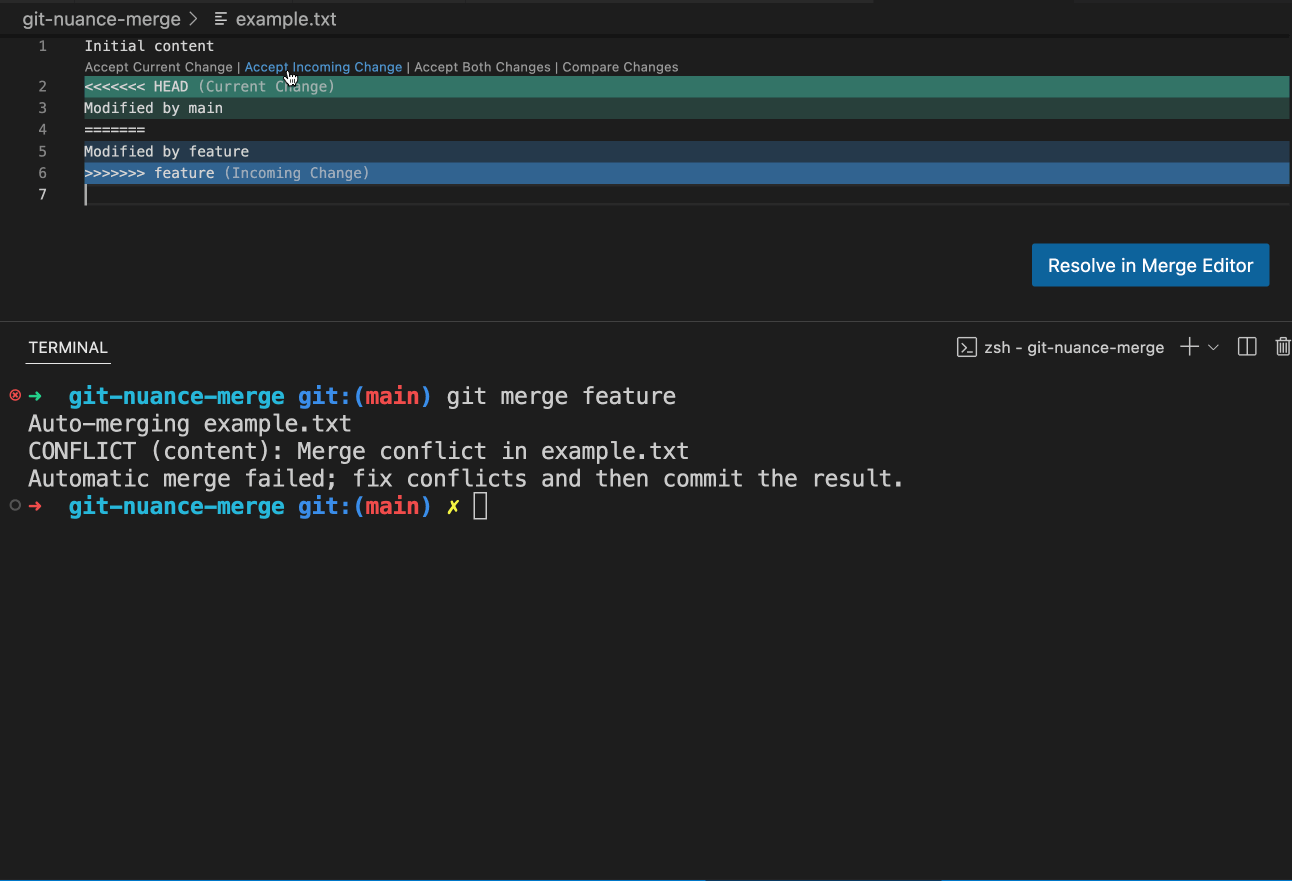 git-nuance-merge > example.txt
1 Initial content
Accept Current Change | Accept Incoming Change | Accept Both Changes | Compare Changes
2 <<<<<<< HEAD (Current Change)
3 Modified by main
4 =======
5 Modified by feature
6 >>>>>>> feature (Incoming Change)
7
Resolve in Merge Editor
TERMINAL
zsh - git-nuance-merge
➜ git-nuance-merge git:(main) git merge feature
Auto-merging example.txt
CONFLICT (content): Merge conflict in example.txt
Automatic merge failed; fix conflicts and then commit the result.
➜ git-nuance-merge git:(main) ✗